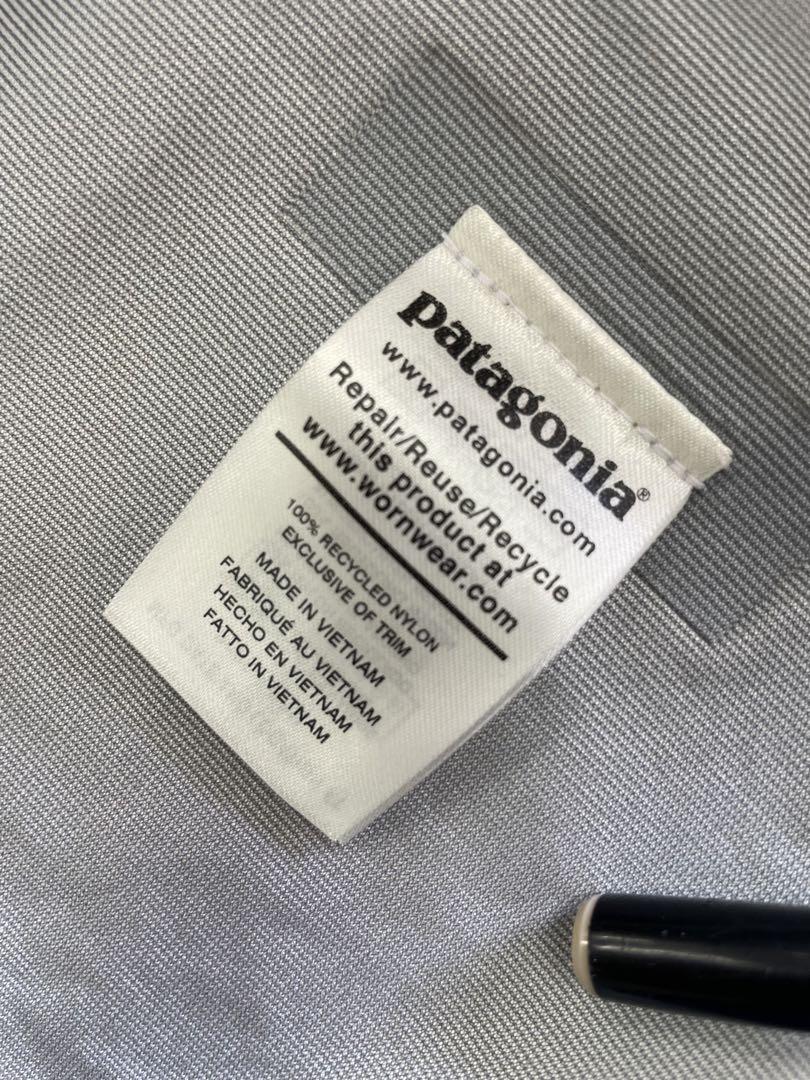 patagonia®
www.patagonia.com
Repair/Reuse/Recycle
this product at
www.wornwear.com
100% RECYCLED NYLON
EXCLUSIVE OF TRIM
MADE IN VIETNAM
FABRIQUÉ AU VIETNAM
HECHO EN VIETNAM
FATTO IN VIETNAM